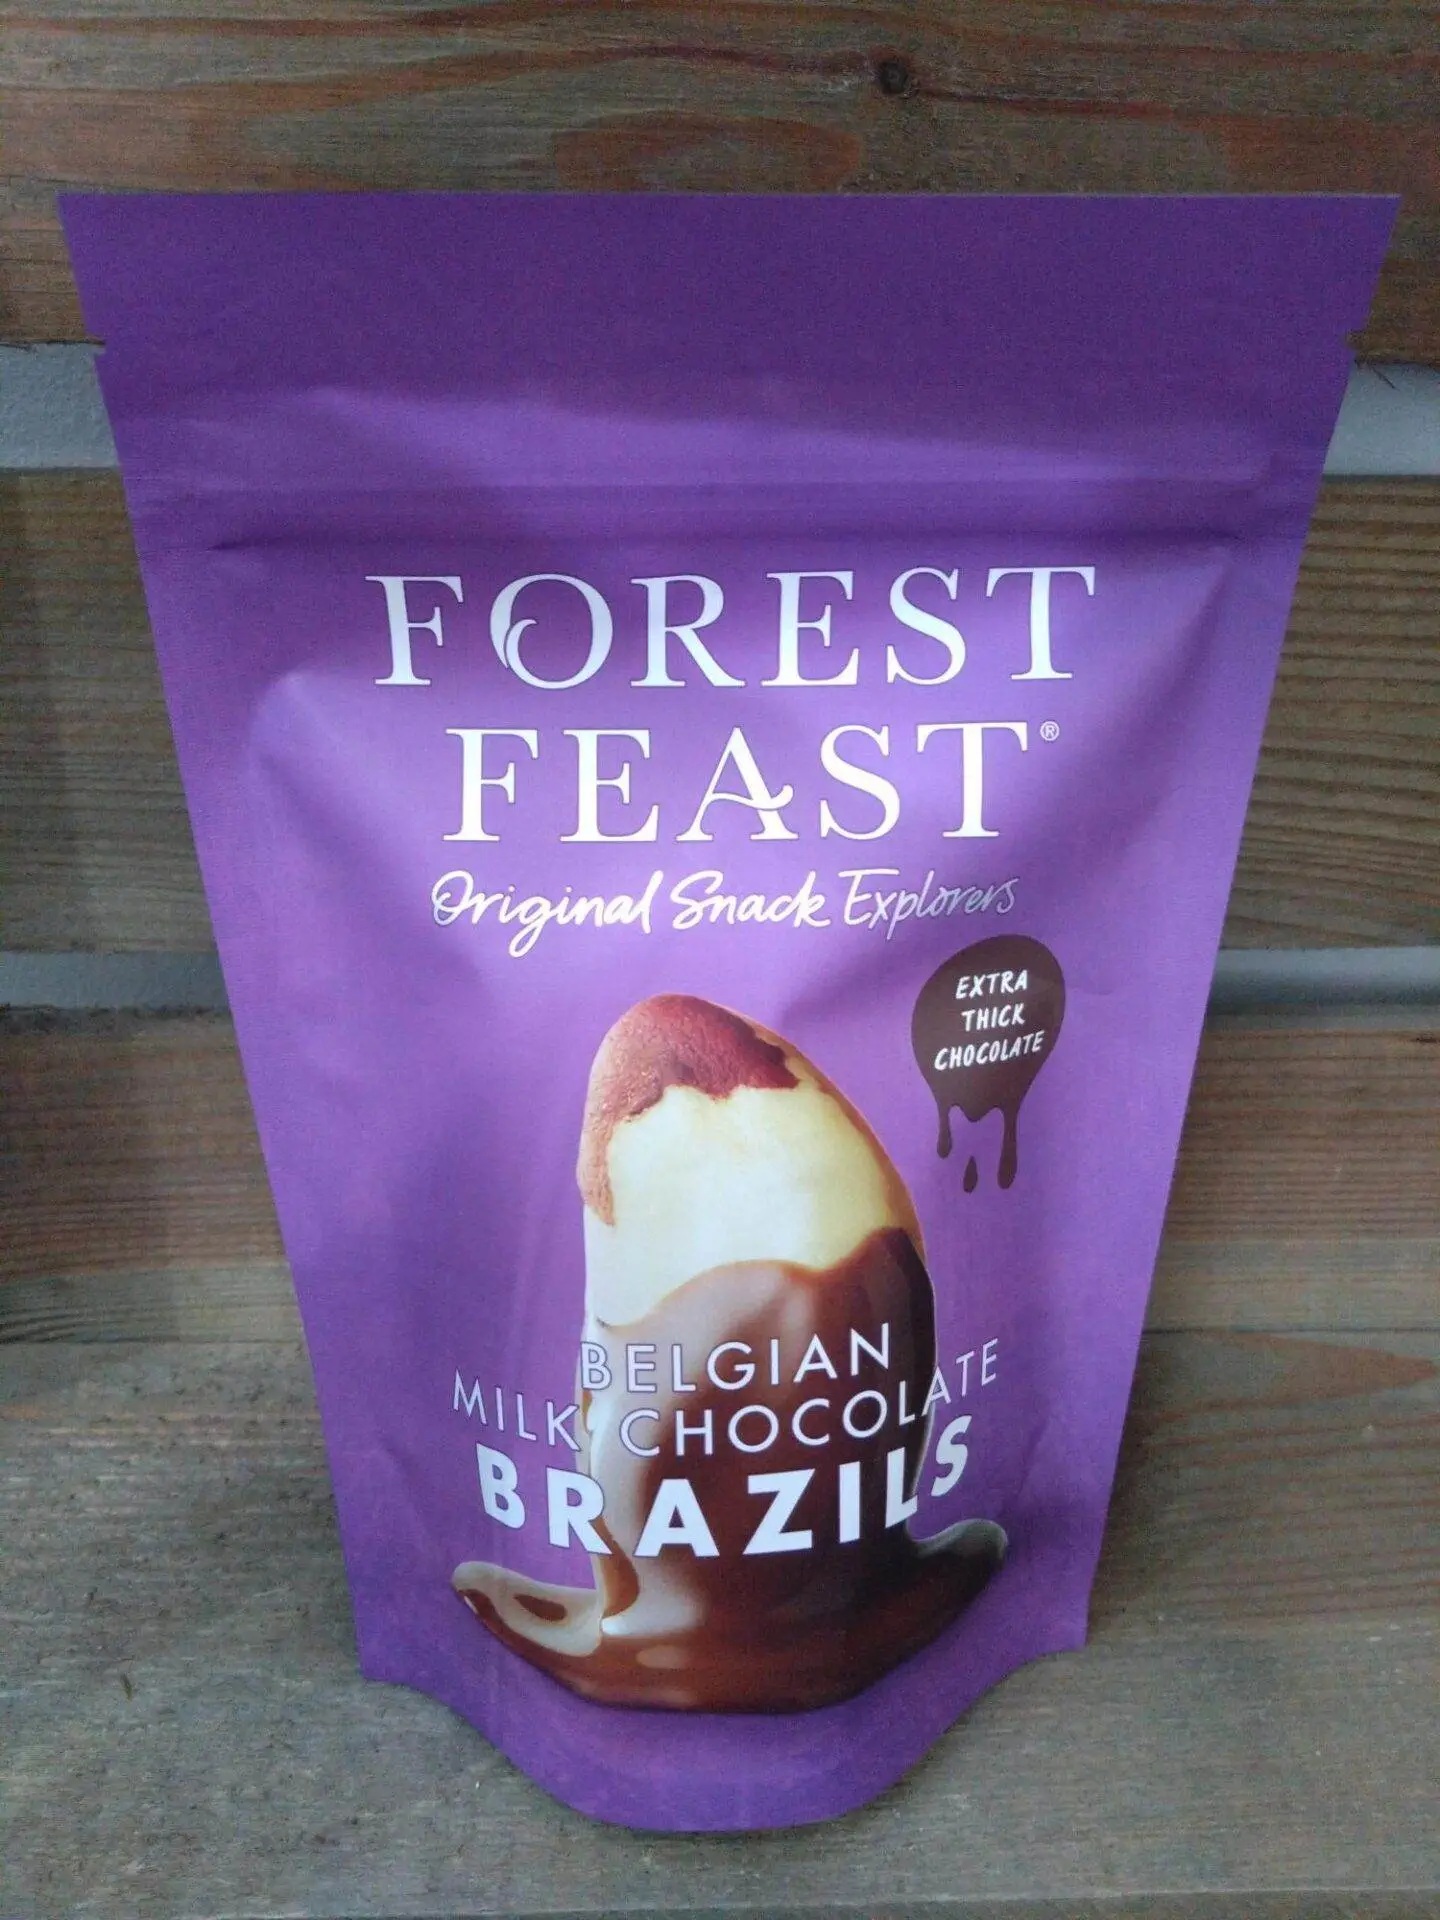 FOREST
FEAST®
Original Snack Explorers
EXTRA
THICK
CHOCOLATE
BELGIAN
MILK CHOCOLATE
BRAZILS